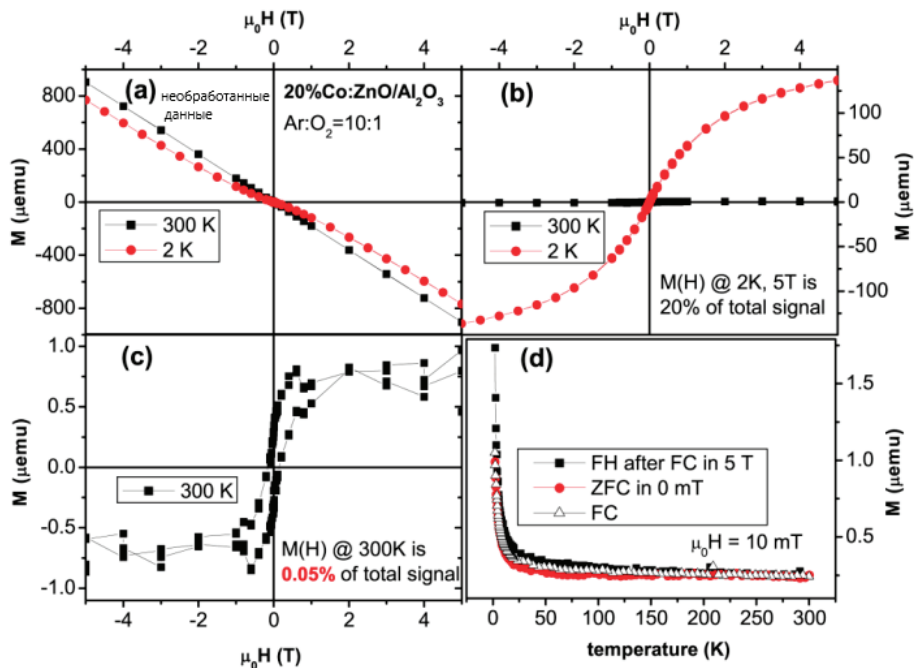 μ₀H (T)
-4 -2 0 2 4
μ₀H (T)
-4 -2 0 2 4
(a)
необработанные
данные
20%Co:ZnO/Al₂O₃
Ar:O₂=10:1
800
400
0
-400
-800
M (μemu)
300 K
2 K
(b)
100
50
0
-50
-100
M (μemu)
300 K
2 K
M(H) @ 2K, 5T is
20% of total signal
(c)
1.0
0.5
0.0
-0.5
-1.0
M (μemu)
300 K
M(H) @ 300K is
0.05% of total signal
-4 -2 0 2 4
μ₀H (T)
(d)
1.5
1.0
0.5
M (μemu)
FH after FC in 5 T
ZFC in 0 mT
FC
μ₀H = 10 mT
0 50 100 150 200 250 300
temperature (K)